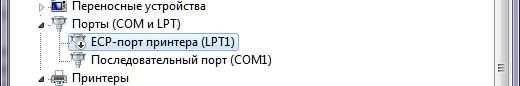 Переносные устройства
Порты (COM и LPT)
ECP-порт принтера (LPT1)
Последовательный порт (COM1)
Принтеры